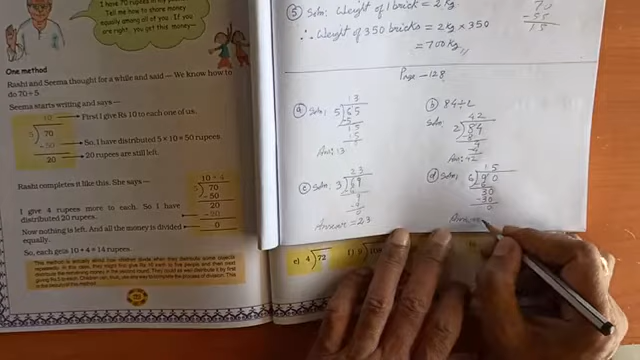 I have 70 rupees in my
Tell me how to share money
equally among all of you. If you
are right, you get this money—
One method
Rashi and Seema thought for a while and said — We know how to
do 70 ÷ 5.
Seema starts writing and says —
10 First I give Rs 10 to each one of us.
5 70
– 50 So. I have distributed 5 × 10 = 50 rupees.
20 20 rupees are still left.
Rashi completes it like this. She says —
10 + 4
5 70
– 50
I give 4 rupees more to each. So I have
distributed 20 rupees.
20
– 20
Now nothing is left. And all the money is divided
equally.
0
So, each gets 10 + 4 = 14 rupees.
⑤ Soln: Weight of 1 brick = 2 kg
∴ Weight of 350 bricks = 2kg × 350
= 700 kg
70
-55
15
Page – 128
ⓐ Soln: 13
5 65
-5
15
15
Ans: 13
ⓑ 84÷2
Soln: 42
2 84
-8
4
4
Ans: 42
ⓒ Soln: 23
3 69
6
9
-9
0
Answer = 23
ⓓ Soln: 15
6 90
6
30
-30
0
e) 4 72
f)